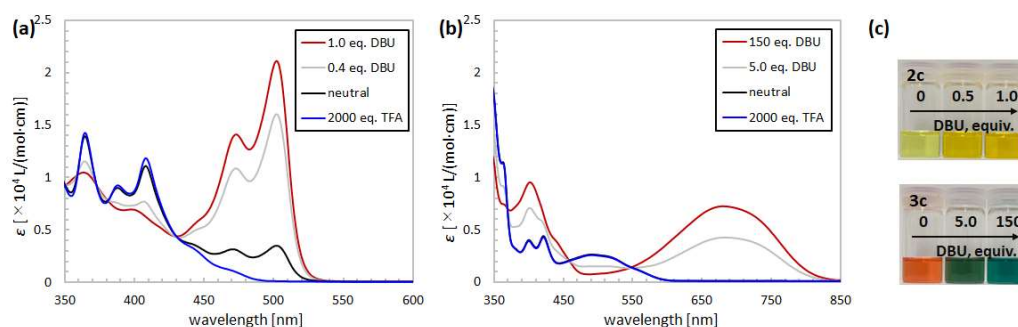 (a)
2.5
2
1.5
1
0.5
0
ε [×10⁴ L/(mol·cm)]
350 400 450 500 550 600
wavelength [nm]
1.0 eq. DBU
0.4 eq. DBU
neutral
2000 eq. TFA
(b)
2.5
2
1.5
1
0.5
0
ε [×10⁴ L/(mol·cm)]
350 450 550 650 750 850
wavelength [nm]
150 eq. DBU
5.0 eq. DBU
neutral
2000 eq. TFA
(c)
2c
0 0.5 1.0
DBU, equiv.
3c
0 5.0 150
DBU, equiv.